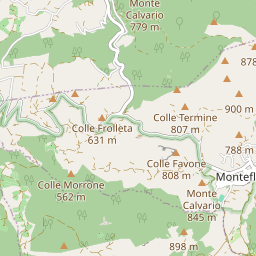 Monte
Calvario
779 m
878
900 m
Colle Termine
807 m
Colle Frolleta
631 m
788 m
Colle Favone
808 m
Montefl
Colle Morrone
562 m
Monte
Calvario
845 m
898 m